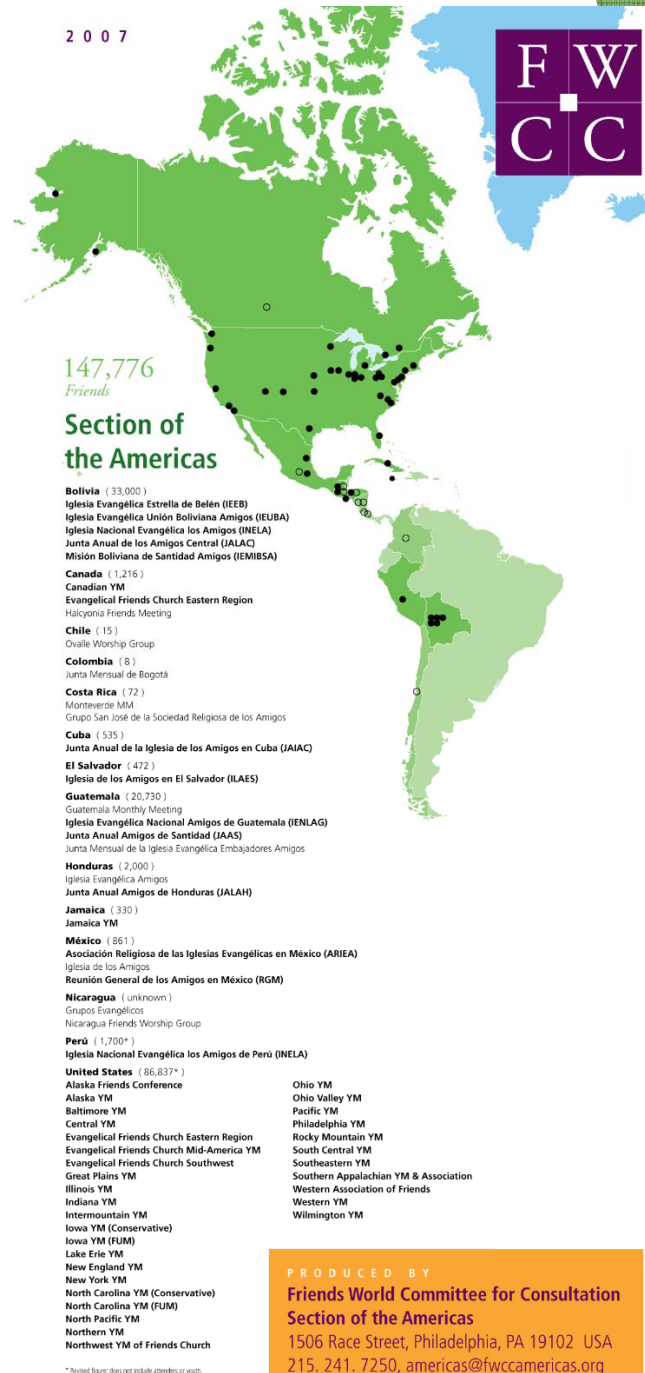 2007
F W
C C
147,776
Friends
Section of
the Americas
Bolivia ( 33,000 )
Iglesia Evangélica Estrella de Belén (IEEB)
Iglesia Evangélica Unión Boliviana Amigos (IEUBA)
Iglesia Nacional Evangélica los Amigos (INELA)
Junta Anual de los Amigos Central (JALAC)
Misión Boliviana de Santidad Amigos (IEMIBSA)
Canada ( 1,216 )
Canadian YM
Evangelical Friends Church Eastern Region
Halcyonia Friends Meeting
Chile ( 15 )
Ovalle Worship Group
Colombia ( 8 )
Junta Mensual de Bogotá
Costa Rica ( 72 )
Monteverde MM
Grupo San José de la Sociedad Religiosa de los Amigos
Cuba ( 535 )
Junta Anual de la Iglesia de los Amigos en Cuba (JAIAC)
El Salvador ( 472 )
Iglesia de los Amigos en El Salvador (ILAES)
Guatemala ( 20,730 )
Guatemala Monthly Meeting
Iglesia Evangélica Nacional Amigos de Guatemala (IENLAG)
Junta Anual Amigos de Santidad (JAAS)
Junta Mensual de la Iglesia Evangélica Embajadores Amigos
Honduras ( 2,000 )
Iglesia Evangélica Amigos
Junta Anual Amigos de Honduras (JALAH)
Jamaica ( 330 )
Jamaica YM
México ( 861 )
Asociación Religiosa de las Iglesias Evangélicas en México (ARIEA)
Iglesia de los Amigos
Reunión General de los Amigos en México (RGM)
Nicaragua ( unknown )
Grupos Evangélicos
Nicaragua Friends Worship Group
Perú ( 1,700* )
Iglesia Nacional Evangélica los Amigos de Perú (INELA)
United States ( 86,837* )
Alaska Friends Conference
Alaska YM
Baltimore YM
Central YM
Evangelical Friends Church Eastern Region
Evangelical Friends Church Mid-America YM
Evangelical Friends Church Southwest
Great Plains YM
Illinois YM
Indiana YM
Intermountain YM
Iowa YM (Conservative)
Iowa YM (FUM)
Lake Erie YM
New England YM
New York YM
North Carolina YM (Conservative)
North Carolina YM (FUM)
North Pacific YM
Northern YM
Northwest YM of Friends Church
Ohio YM
Ohio Valley YM
Pacific YM
Philadelphia YM
Rocky Mountain YM
South Central YM
Southeastern YM
Southern Appalachian YM & Association
Western Association of Friends
Western YM
Wilmington YM
* Revised figure: does not include attenders or youth.
PRODUCED BY
Friends World Committee for Consultation
Section of the Americas
1506 Race Street, Philadelphia, PA 19102 USA
215. 241. 7250, americas@fwccamericas.org